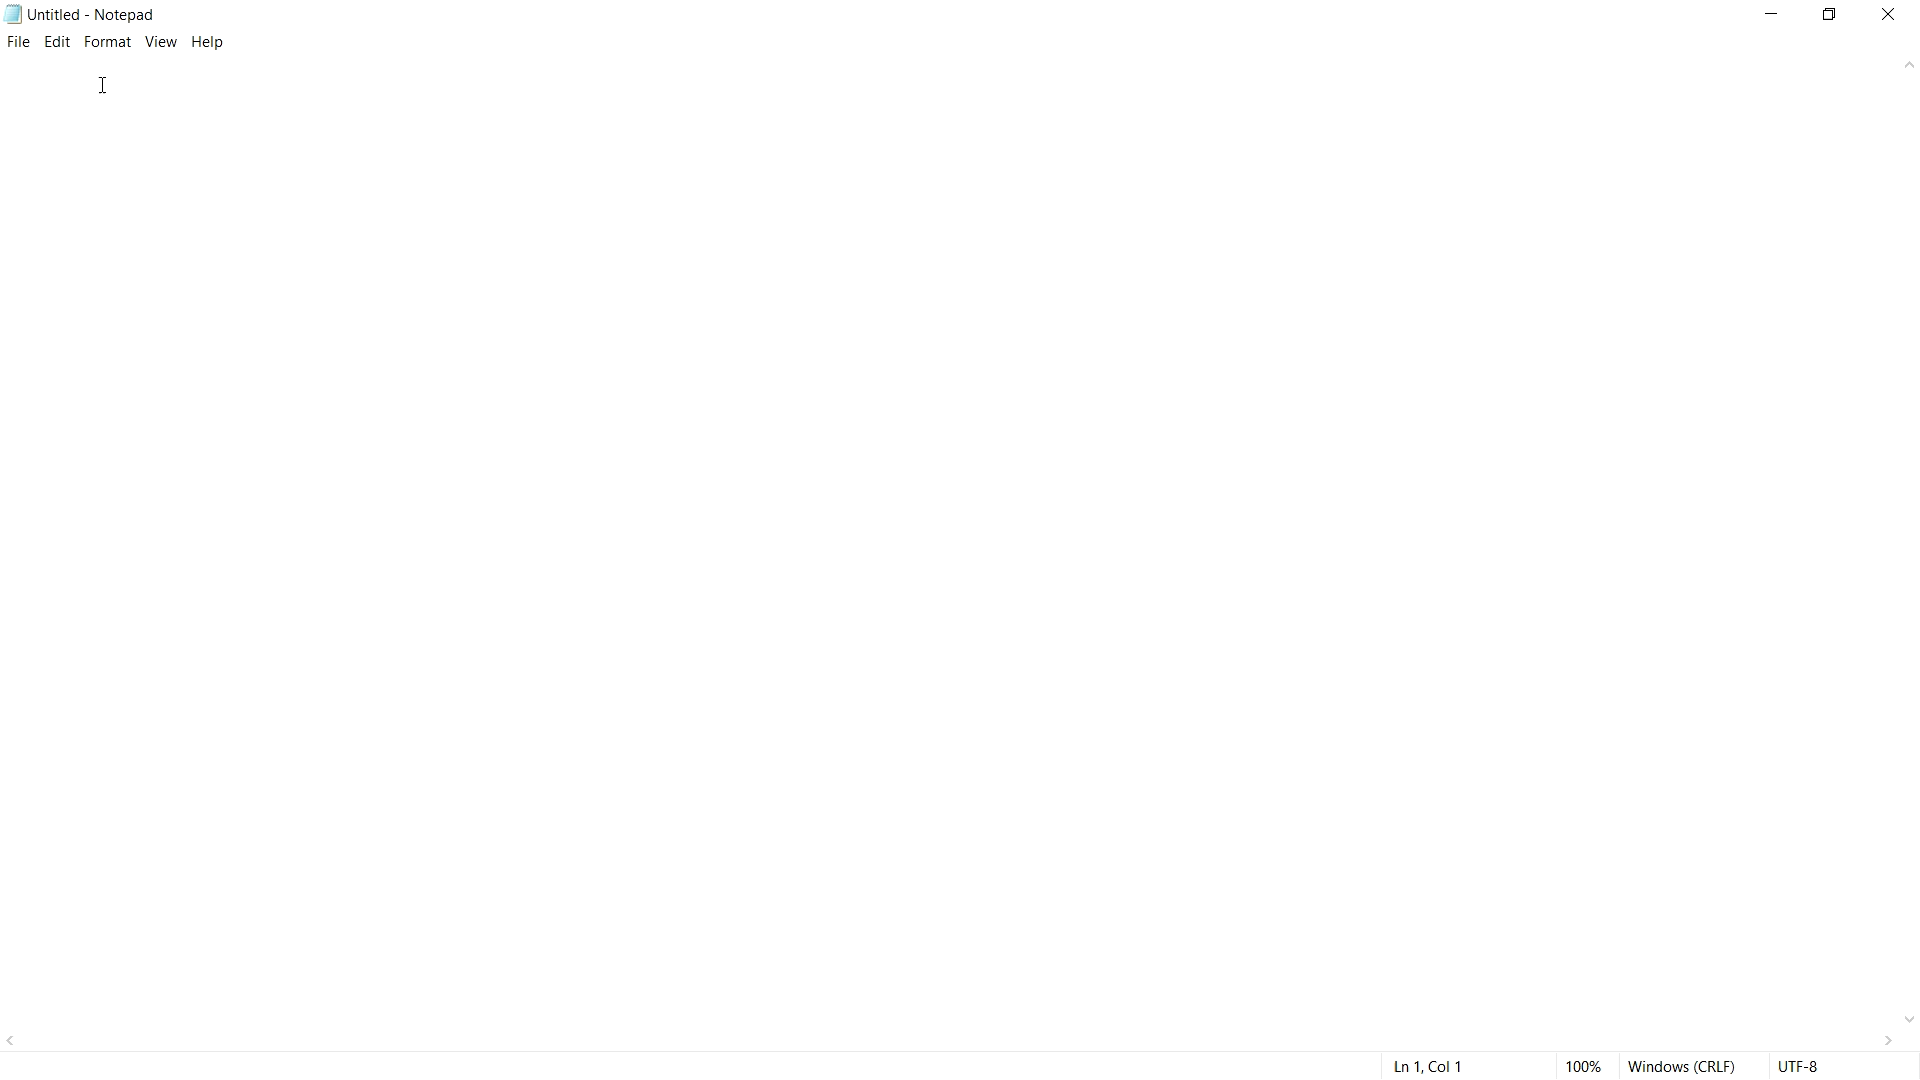 Untitled - Notepad
File Edit Format View Help
Ln 1, Col 1 100% Windows (CRLF) UTF-8